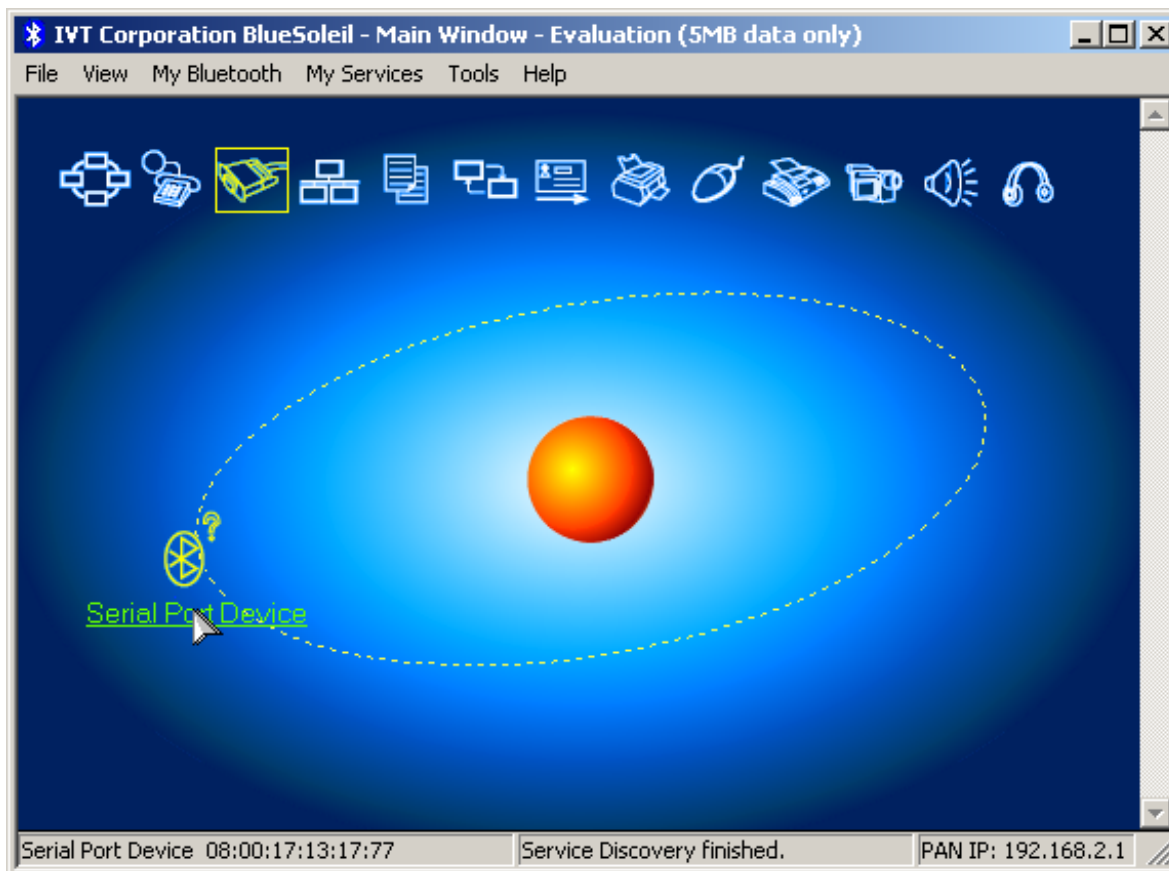 IVT Corporation BlueSoleil - Main Window - Evaluation (5MB data only)
File View My Bluetooth My Services Tools Help
?
Serial Port Device
Serial Port Device 08:00:17:13:17:77 Service Discovery finished. PAN IP: 192.168.2.1